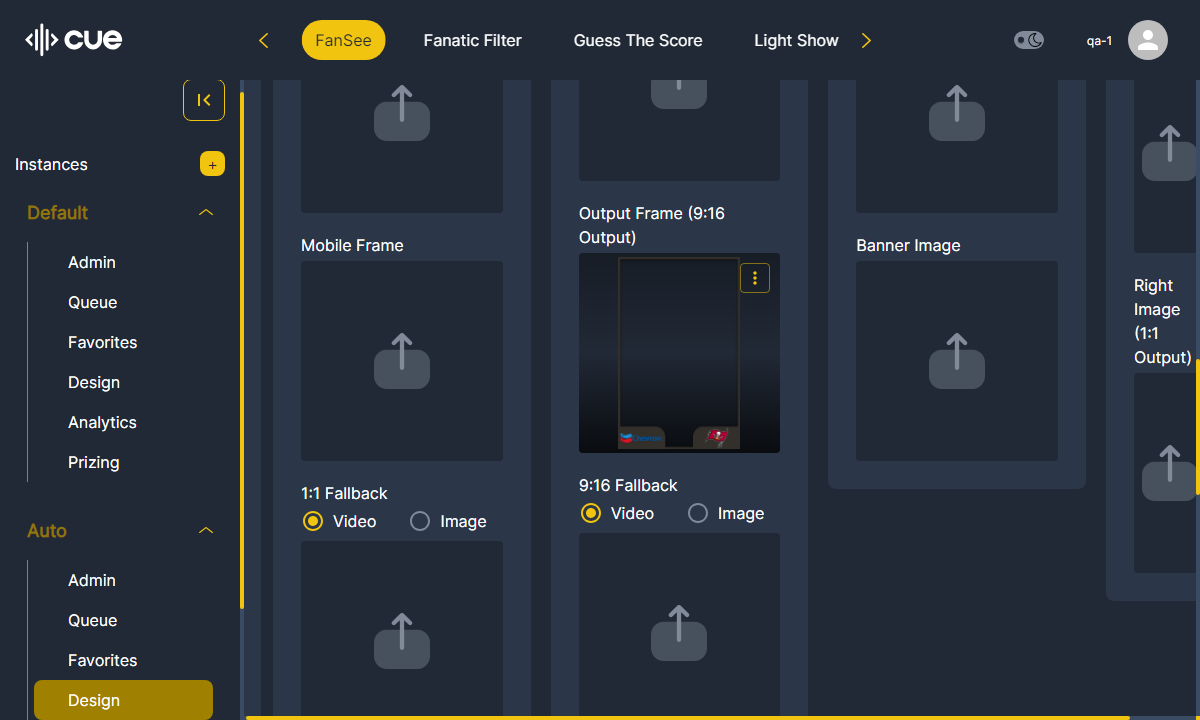 cue
FanSee
Fanatic Filter
Guess The Score
Light Show
qa-1
Instances
+
Default
Admin
Queue
Favorites
Design
Analytics
Prizing
Auto
Admin
Queue
Favorites
Design
Mobile Frame
1:1 Fallback
Video
Image
Output Frame (9:16
Output)
9:16 Fallback
Video
Image
Banner Image
Right
Image
(1:1
Output)